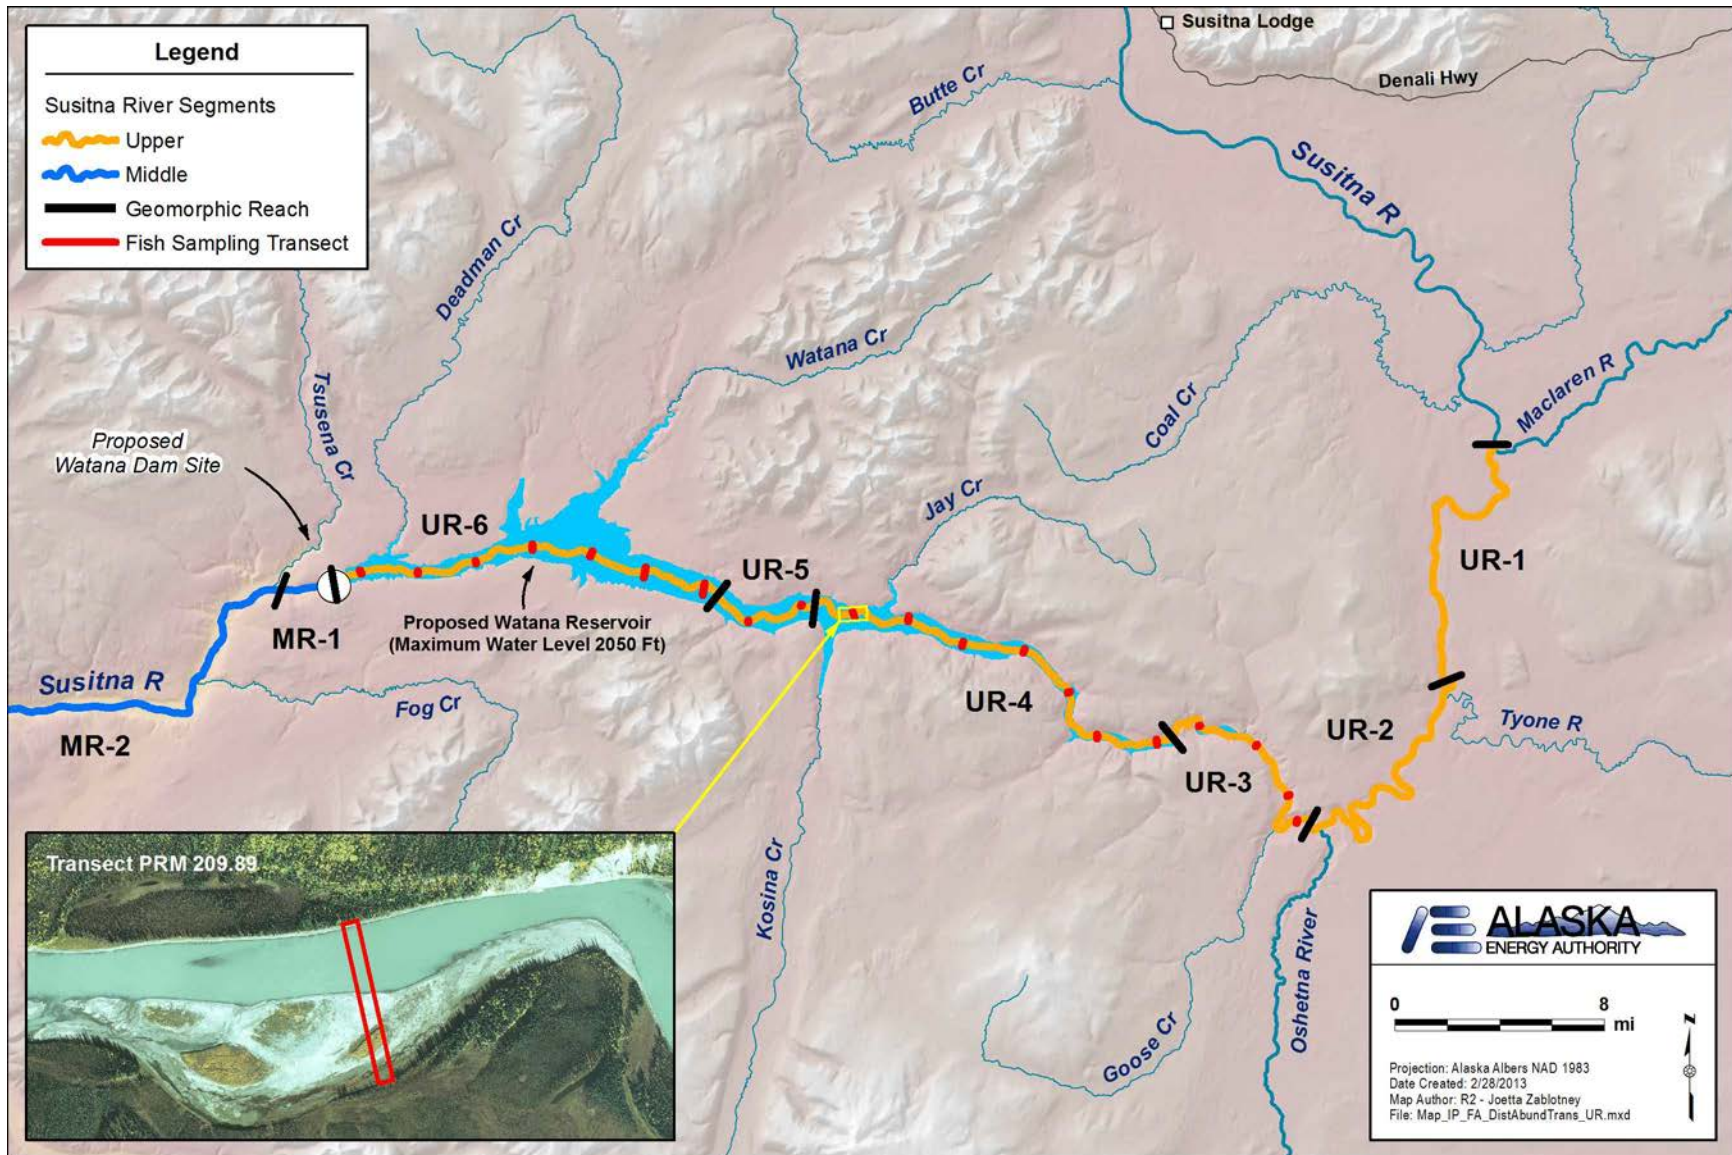 Legend
Susitna River Segments
Upper
Middle
Geomorphic Reach
Fish Sampling Transect
Susitna Lodge
Denali Hwy
Butte Cr
Susitna R
Deadman Cr
Watana Cr
Tsusena Cr
Coal Cr
Maclaren R
Proposed
Watana Dam Site
Jay Cr
UR-6
UR-5
UR-1
Proposed Watana Reservoir
(Maximum Water Level 2050 Ft)
MR-1
Susitna R
Fog Cr
UR-4
MR-2
UR-2
Tyone R
UR-3
Transect PRM 209.89
Kosina Cr
Goose Cr
Oshetna River
ALASKA
ENERGY AUTHORITY
0 8
mi
N
Projection: Alaska Albers NAD 1983
Date Created: 2/28/2013
Map Author: R2 - Joetta Zablotney
File: Map_IP_FA_DistAbundTrans_UR.mxd